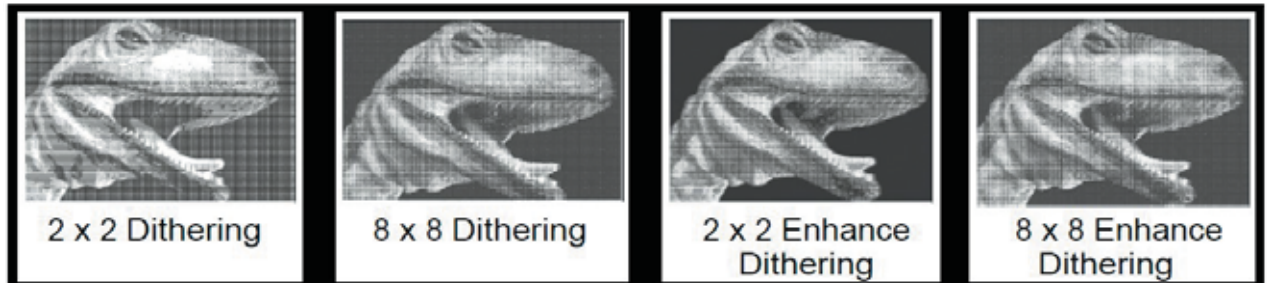 2 x 2 Dithering
8 x 8 Dithering
2 x 2 Enhance
Dithering
8 x 8 Enhance
Dithering